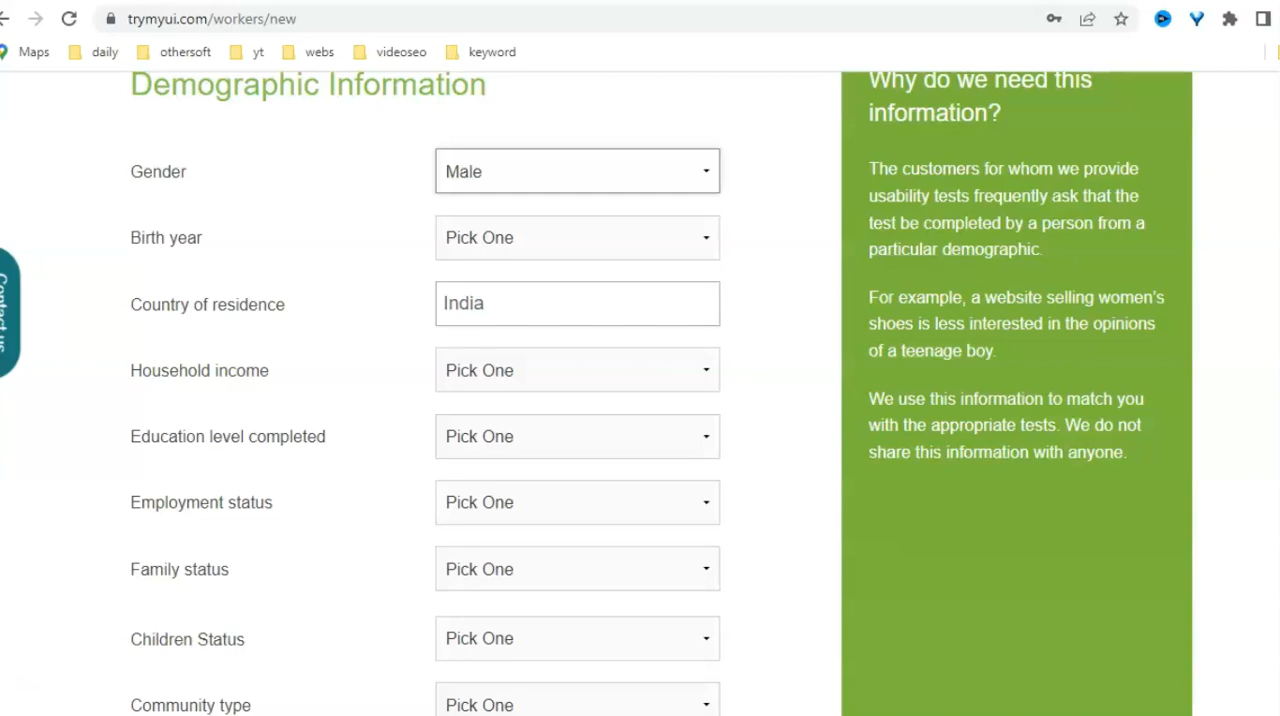 trymyui.com/workers/new
Maps daily othersoft yt webs videoseo keyword
Demographic Information
Gender Male
Birth year Pick One
Country of residence India
Household income Pick One
Education level completed Pick One
Employment status Pick One
Family status Pick One
Children Status Pick One
Community type Pick One
Contact us
Why do we need this
information?
The customers for whom we provide
usability tests frequently ask that the
test be completed by a person from a
particular demographic.
For example, a website selling women's
shoes is less interested in the opinions
of a teenage boy.
We use this information to match you
with the appropriate tests. We do not
share this information with anyone.